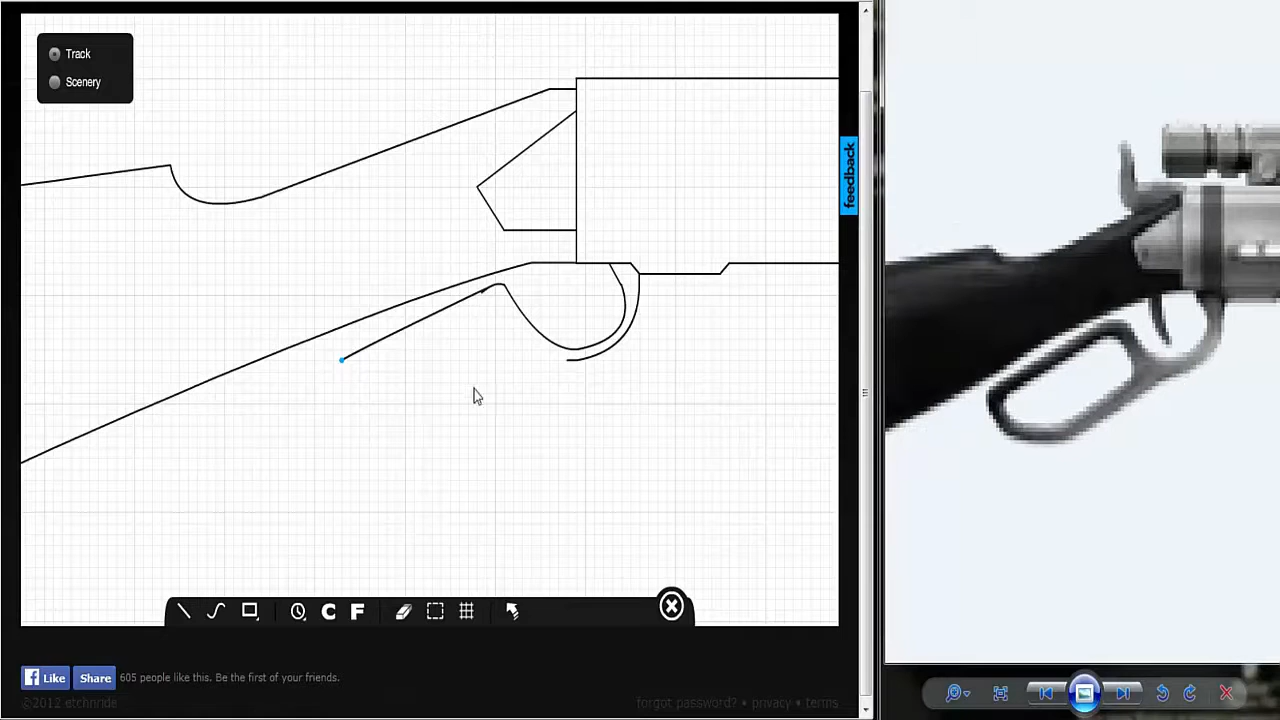 Track
Scenery
feedback
C F
Like
Share
605 people like this. Be the first of your friends.
©2012 etchnride
forgot password? • privacy • terms